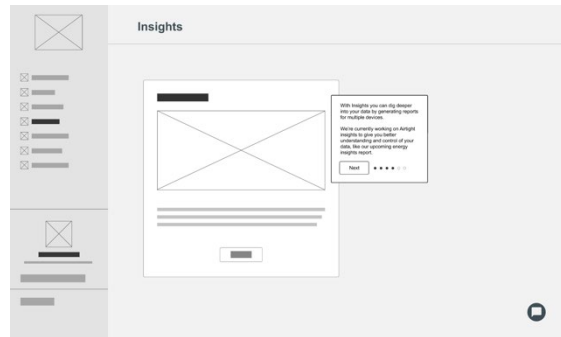 Insights
With Insights you can dig deeper
into your data by generating reports
for multiple devices.
We're currently working on Airtight
insights to give you better
understanding and control of your
data, like our upcoming energy
insights report.
Next